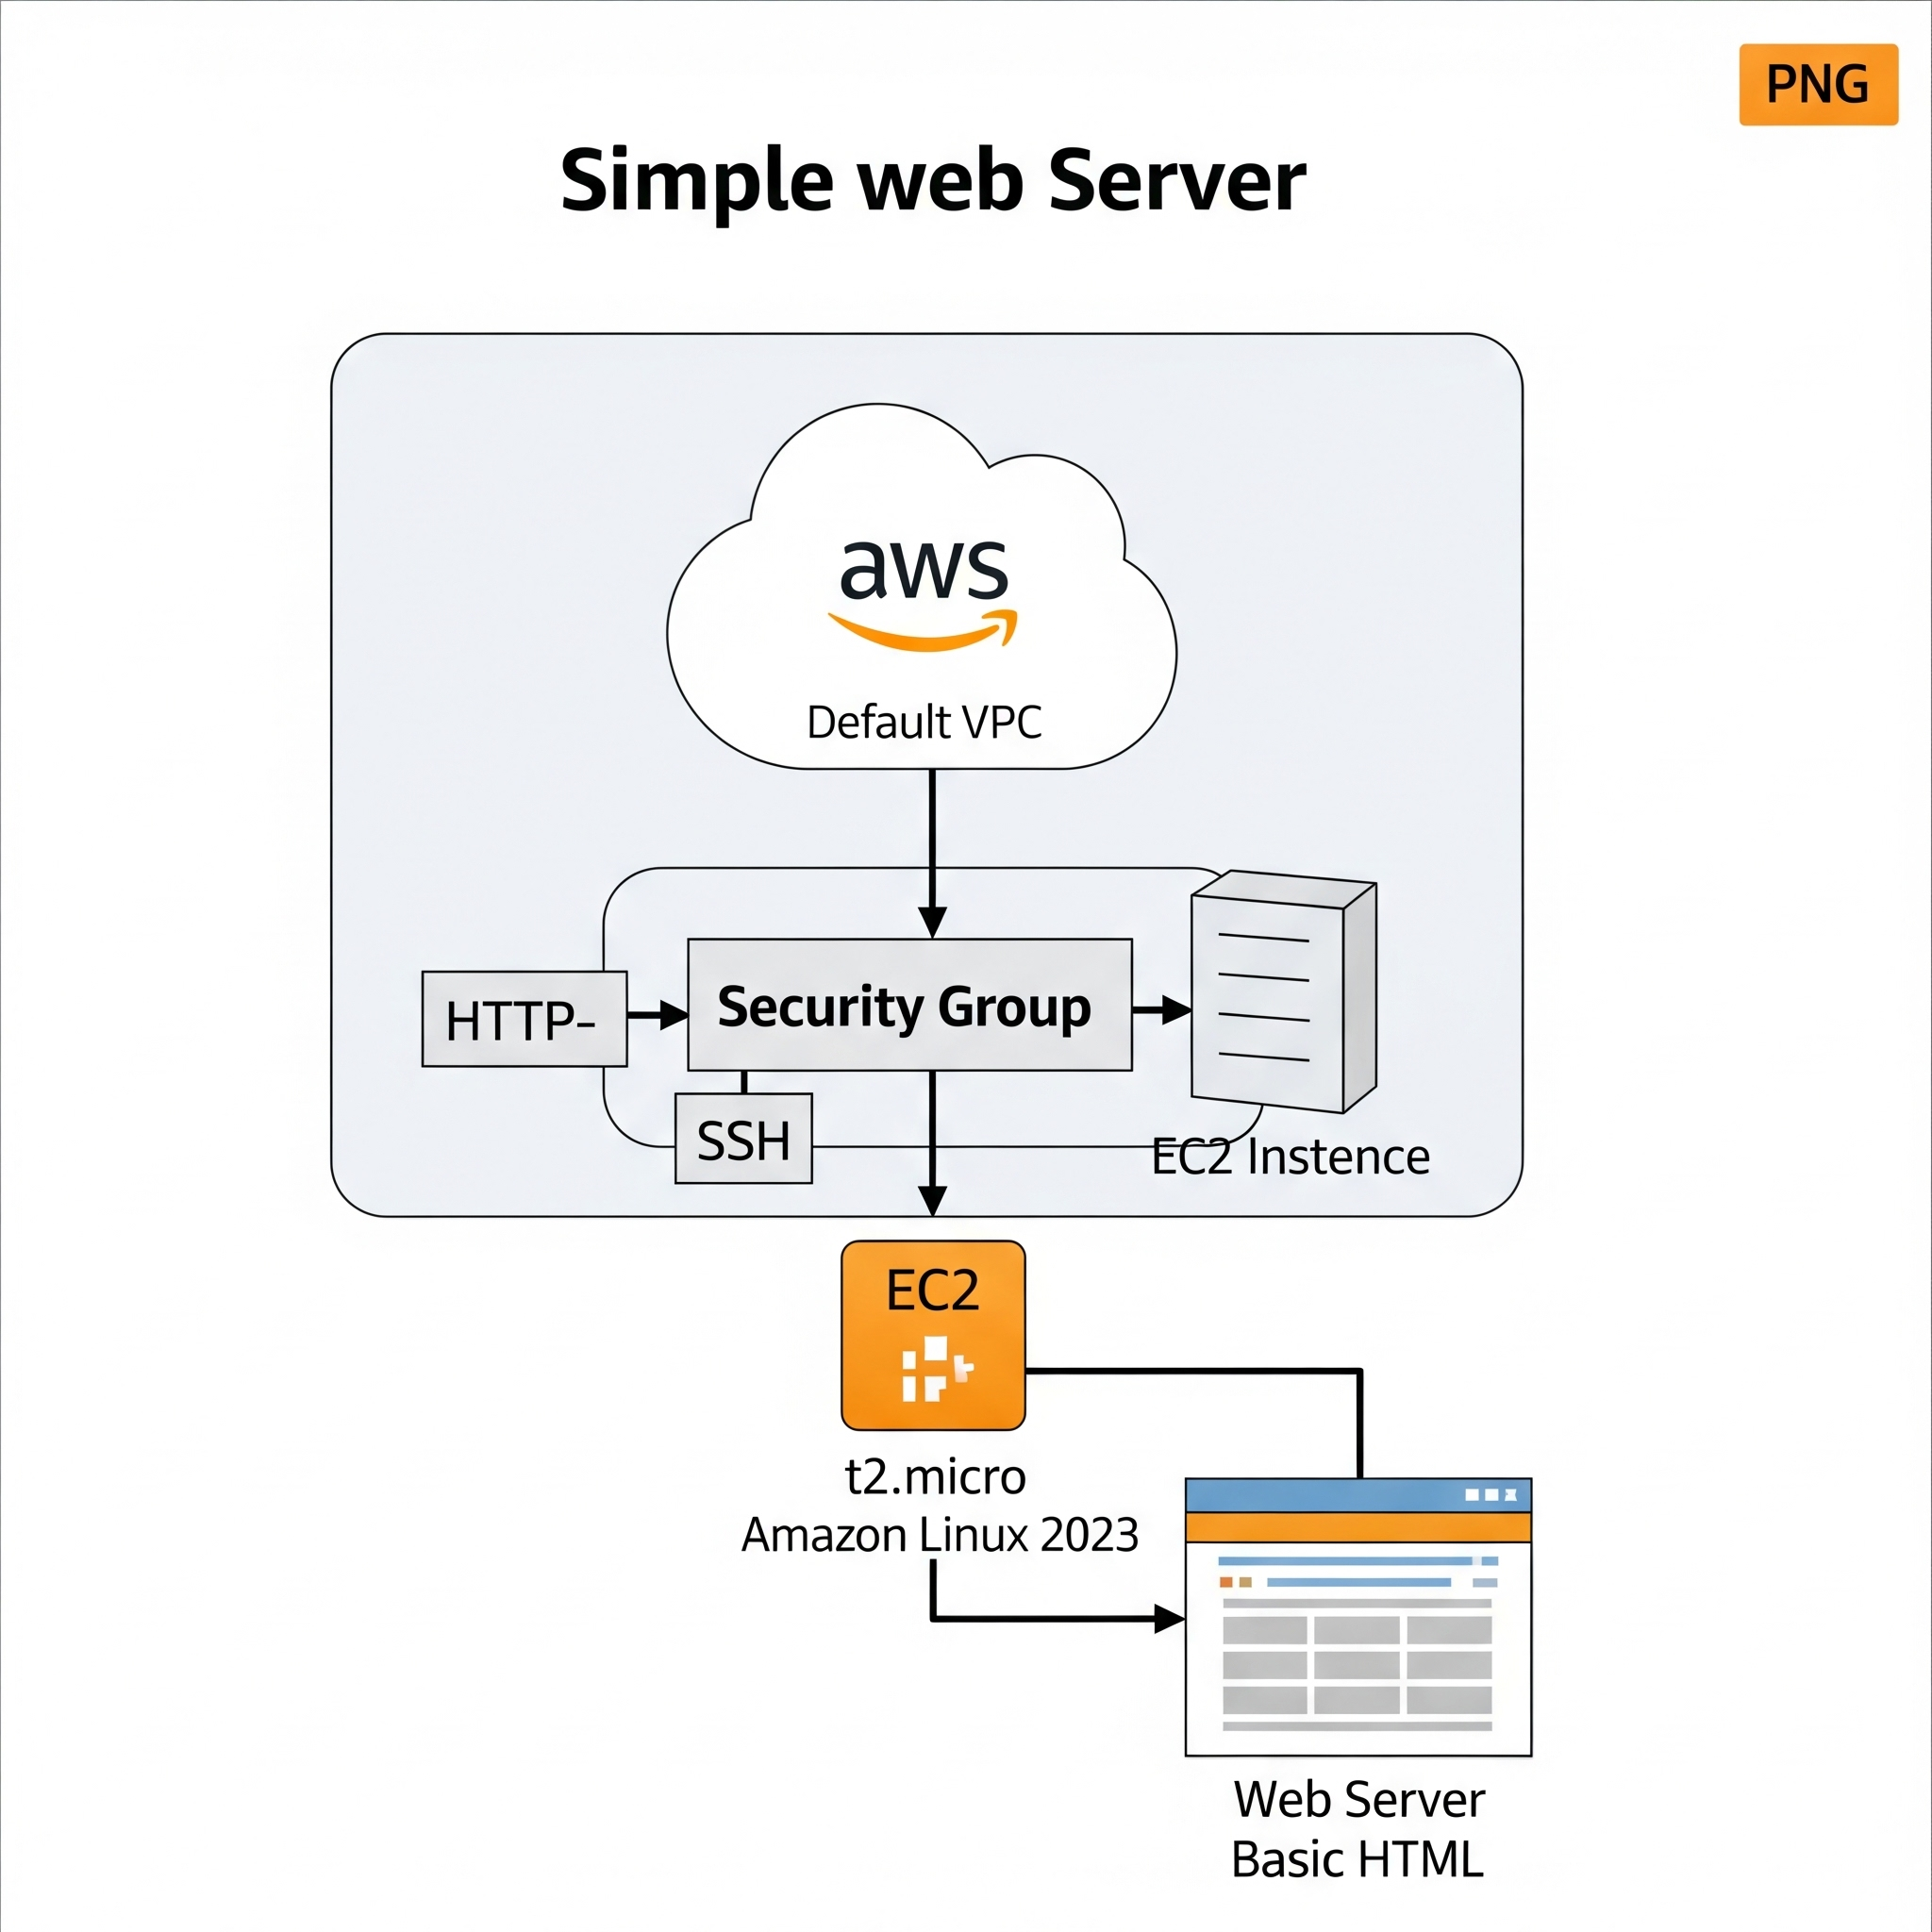 PNG
Simple web Server
aws
Default VPC
HTTP-
Security Group
SSH
EC2 Instence
EC2
t2.micro
Amazon Linux 2023
Web Server
Basic HTML